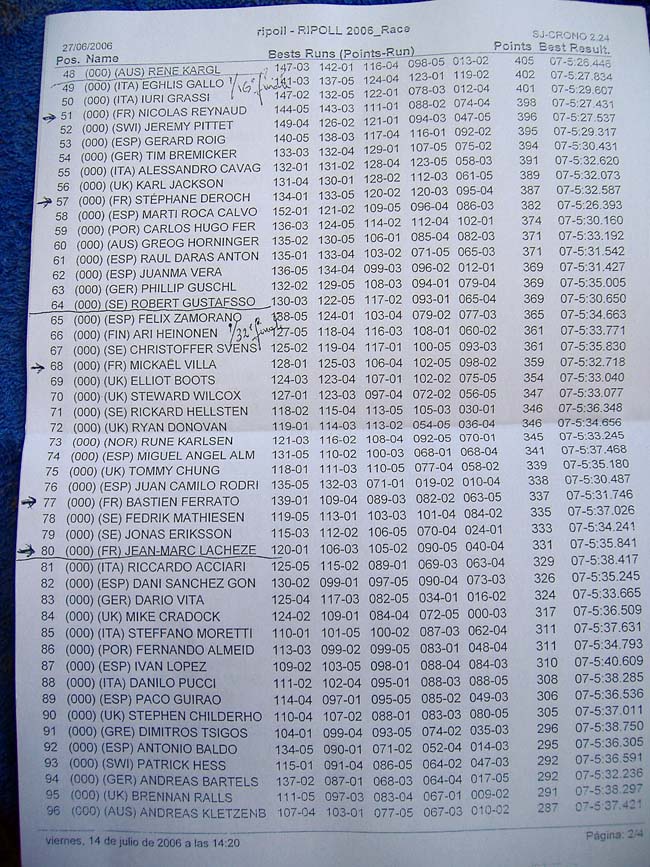 ripoll - RIPOLL 2006_Race
27/06/2006 SJ-CRONO 2.24
Pos. Name Bests Runs (Points-Run) Points Best Result.
48 (000) (AUS) RENE KARGL 147-03 142-01 116-04 098-05 013-02 405 07-5:26.446
49 (000) (ITA) EGHLIS GALLO 141-03 137-05 124-04 123-01 119-02 402 07-5:27.834
50 (000) (ITA) IURI GRASSI 147-02 132-05 122-01 078-03 012-04 401 07-5:29.607
51 (000) (FR) NICOLAS REYNAUD 144-05 143-03 111-01 088-02 074-04 398 07-5:27.431
52 (000) (SWI) JEREMY PITTET 149-04 126-02 121-01 094-03 047-05 396 07-5:27.537
53 (000) (ESP) GERARD ROIG 140-05 138-03 117-04 116-01 092-02 395 07-5:29.317
54 (000) (GER) TIM BREMICKER 133-03 132-04 129-01 107-05 075-02 394 07-5:30.431
55 (000) (ITA) ALESSANDRO CAVAG 132-01 131-02 128-04 123-05 058-03 391 07-5:32.620
56 (000) (UK) KARL JACKSON 131-04 130-01 128-02 112-03 061-05 389 07-5:32.073
57 (000) (FR) STÉPHANE DEROCH 134-01 133-05 120-02 120-03 095-04 387 07-5:32.587
58 (000) (ESP) MARTI ROCA CALVO 152-01 121-02 109-05 096-04 086-03 382 07-5:26.393
59 (000) (POR) CARLOS HUGO FER 136-03 124-05 114-02 112-04 102-01 374 07-5:30.160
60 (000) (AUS) GREOG HORNINGER 135-02 130-05 106-01 085-04 082-03 371 07-5:33.192
61 (000) (ESP) RAUL DARAS ANTON 135-01 133-04 103-02 071-05 065-03 371 07-5:31.542
62 (000) (ESP) JUANMA VERA 136-05 134-04 099-03 096-02 012-01 369 07-5:31.427
63 (000) (GER) PHILLIP GUSCHL 132-02 129-05 108-03 094-01 079-04 369 07-5:31.005
64 (000) (SE) ROBERT GUSTAFSSO 130-03 122-05 117-02 093-01 065-04 369 07-5:30.650
65 (000) (ESP) FELIX ZAMORANO 138-05 124-01 103-04 079-02 077-03 365 07-5:34.663
66 (000) (FIN) ARI HEINONEN 127-05 118-04 116-03 108-01 060-02 361 07-5:33.771
67 (000) (SE) CHRISTOFFER SVENS 125-02 119-04 117-01 100-05 093-03 361 07-5:35.830
68 (000) (FR) MICKAËL VILLA 128-01 125-03 106-04 102-05 098-02 359 07-5:32.718
69 (000) (UK) ELLIOT BOOTS 124-03 123-04 107-01 102-02 075-05 354 07-5:33.040
70 (000) (UK) STEWARD WILCOX 127-01 123-03 097-04 072-02 056-05 347 07-5:33.077
71 (000) (SE) RICKARD HELLSTEN 118-02 115-04 113-05 105-03 030-01 346 07-5:36.348
72 (000) (UK) RYAN DONOVAN 119-01 114-03 113-02 054-05 036-04 346 07-5:34.656
73 (000) (NOR) RUNE KARLSEN 121-03 116-02 108-04 092-05 070-01 345 07-5:33.245
74 (000) (ESP) MIGUEL ANGEL ALM 131-05 110-02 100-03 068-01 068-04 341 07-5:37.468
75 (000) (UK) TOMMY CHUNG 118-01 111-03 110-05 077-04 058-02 339 07-5:35.180
76 (000) (ESP) JUAN CAMILO RODRI 135-05 132-03 071-01 019-02 010-04 338 07-5:30.487
77 (000) (FR) BASTIEN FERRATO 139-01 109-04 089-03 082-02 063-05 337 07-5:31.746
78 (000) (SE) FEDRIK MATHIESEN 119-05 113-01 103-03 101-04 084-02 335 07-5:37.026
79 (000) (SE) JONAS ERIKSSON 115-03 112-02 106-05 070-04 024-01 333 07-5:34.241
80 (000) (FR) JEAN-MARC LACHEZE 120-01 106-03 105-02 090-05 040-04 331 07-5:35.841
81 (000) (ITA) RICCARDO ACCIARI 125-05 115-02 089-01 069-03 063-04 329 07-5:38.417
82 (000) (ESP) DANI SANCHEZ GON 130-02 099-01 097-05 090-04 073-03 326 07-5:35.245
83 (000) (GER) DARIO VITA 125-04 117-03 082-05 034-01 016-02 324 07-5:33.665
84 (000) (UK) MIKE CRADOCK 124-02 109-01 084-04 072-05 000-03 317 07-5:36.509
85 (000) (ITA) STEFFANO MORETTI 110-01 101-05 100-02 087-03 062-04 311 07-5:37.631
86 (000) (POR) FERNANDO ALMEID 113-03 099-02 099-05 083-01 048-04 311 07-5:34.793
87 (000) (ESP) IVAN LOPEZ 109-02 103-05 098-01 088-04 084-03 310 07-5:40.609
88 (000) (ITA) DANILO PUCCI 111-02 102-04 095-01 088-03 088-05 308 07-5:38.285
89 (000) (ESP) PACO GUIRAO 114-04 097-01 095-05 085-02 049-03 306 07-5:36.536
90 (000) (UK) STEPHEN CHILDERHO 110-04 107-02 088-01 083-03 080-05 305 07-5:37.011
91 (000) (GRE) DIMITROS TSIGOS 104-01 099-04 093-05 074-02 035-03 296 07-5:38.750
92 (000) (ESP) ANTONIO BALDO 134-05 090-01 071-02 052-04 014-03 295 07-5:36.305
93 (000) (SWI) PATRICK HESS 115-01 091-04 086-05 064-02 047-03 292 07-5:36.591
94 (000) (GER) ANDREAS BARTELS 137-02 087-01 068-03 064-04 017-05 292 07-5:32.236
95 (000) (UK) BRENNAN RALLS 111-05 097-03 083-04 067-01 009-02 291 07-5:38.297
96 (000) (AUS) ANDREAS KLETZENB 107-04 103-01 077-05 067-03 010-02 287 07-5:37.421
viernes, 14 de julio de 2006 a las 14:20 Página: 2/4